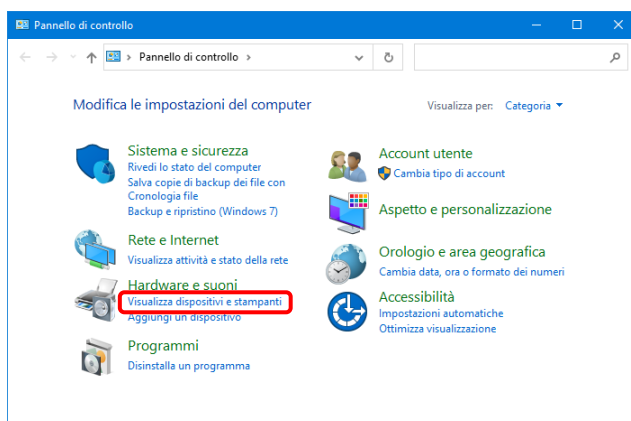 Pannello di controllo
Pannello di controllo
Modifica le impostazioni del computer
Visualizza per: Categoria
Sistema e sicurezza
Rivedi lo stato del computer
Salva copie di backup dei file con
Cronologia file
Backup e ripristino (Windows 7)
Rete e Internet
Visualizza attività e stato della rete
Hardware e suoni
Visualizza dispositivi e stampanti
Aggiungi un dispositivo
Programmi
Disinstalla un programma
Account utente
Cambia tipo di account
Aspetto e personalizzazione
Orologio e area geografica
Cambia data, ora o formato dei numeri
Accessibilità
Impostazioni automatiche
Ottimizza visualizzazione